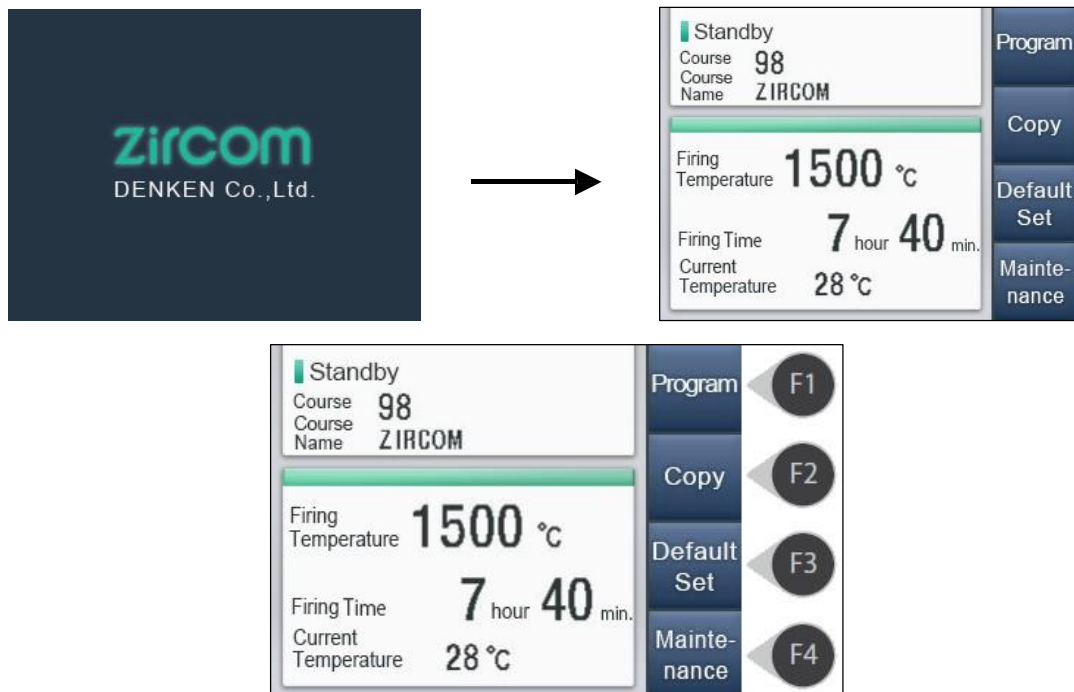 zircom
DENKEN Co.,Ltd.
Standby
Course 98
Course
Name ZIRCOM
Firing
Temperature 1500 °C
Firing Time 7 hour 40 min.
Current
Temperature 28 °C
Program
Copy
Default
Set
Mainte-
nance
Standby
Course 98
Course
Name ZIRCOM
Firing
Temperature 1500 °C
Firing Time 7 hour 40 min.
Current
Temperature 28 °C
Program F1
Copy F2
Default
Set F3
Mainte-
nance F4